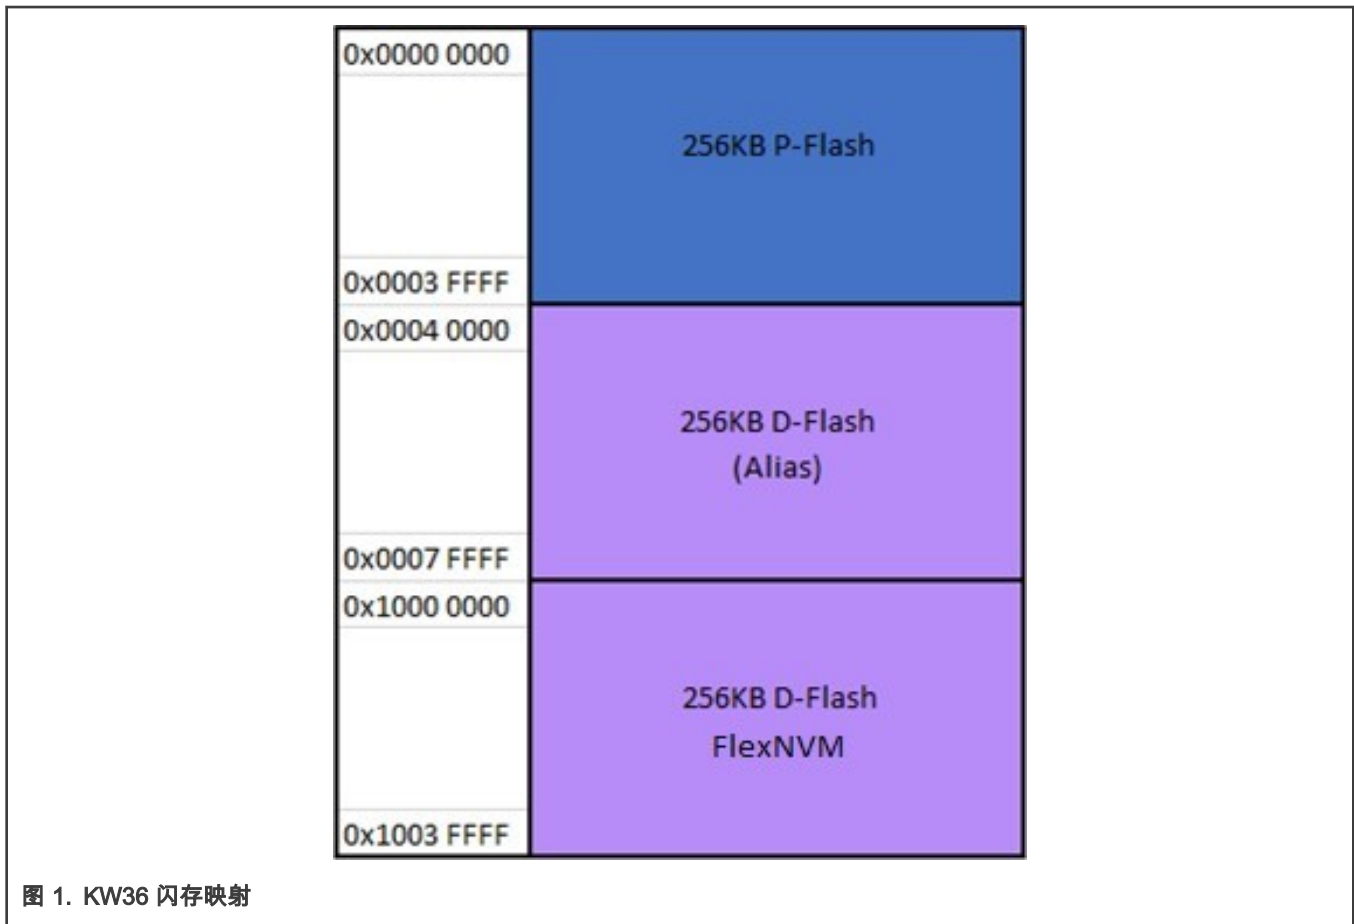 0x0000 0000
256KB P-Flash
0x0003 FFFF
0x0004 0000
256KB D-Flash
(Alias)
0x0007 FFFF
0x1000 0000
256KB D-Flash
FlexNVM
0x1003 FFFF
图 1. KW36 闪存映射